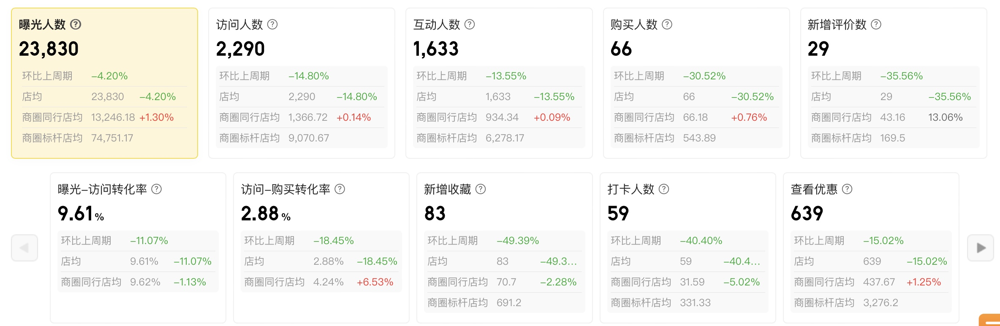 曝光人数 ?
23,830
环比上周期 -4.20%
店均 23,830 -4.20%
商圈同行店均 13,246.18 +1.30%
商圈标杆店均 74,751.17
访问人数 ?
2,290
环比上周期 -14.80%
店均 2,290 -14.80%
商圈同行店均 1,366.72 +0.14%
商圈标杆店均 9,070.67
互动人数 ?
1,633
环比上周期 -13.55%
店均 1,633 -13.55%
商圈同行店均 934.34 +0.09%
商圈标杆店均 6,278.17
购买人数 ?
66
环比上周期 -30.52%
店均 66 -30.52%
商圈同行店均 66.18 +0.76%
商圈标杆店均 543.89
新增评价数 ?
29
环比上周期 -35.56%
店均 29 -35.56%
商圈同行店均 43.16 13.06%
商圈标杆店均 169.5
曝光-访问转化率 ?
9.61%
环比上周期 -11.07%
店均 9.61% -11.07%
商圈同行店均 9.62% -1.13%
访问-购买转化率 ?
2.88%
环比上周期 -18.45%
店均 2.88% -18.45%
商圈同行店均 4.24% +6.53%
新增收藏 ?
83
环比上周期 -49.39%
店均 83 -49.3...
商圈同行店均 70.7 -2.28%
商圈标杆店均 691.2
打卡人数 ?
59
环比上周期 -40.40%
店均 59 -40.4...
商圈同行店均 31.59 -5.02%
商圈标杆店均 331.33
查看优惠 ?
639
环比上周期 -15.02%
店均 639 -15.02%
商圈同行店均 437.67 +1.25%
商圈标杆店均 3,276.2